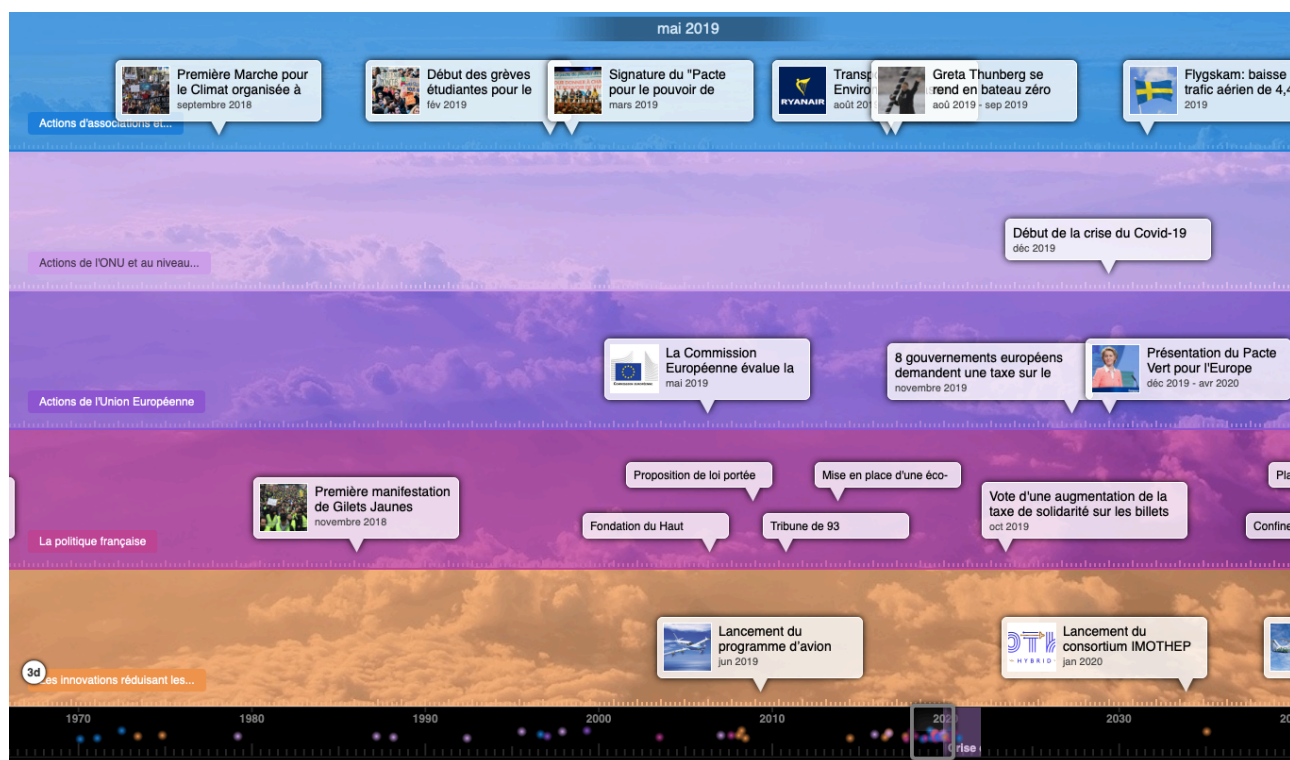 mai 2019
Première Marche pour
le Climat organisée à
septembre 2018
Début des grèves
étudiantes pour le
fév 2019
Signature du "Pacte
pour le pouvoir de
mars 2019
RYANAIR
Transp
Environ
août 201
Greta Thunberg se
rend en bateau zéro
aoû 2019 - sep 2019
Flygskam: baisse
trafic aérien de 4,4
2019
Actions d'associations et...
Début de la crise du Covid-19
déc 2019
Actions de l'ONU et au niveau...
La Commission
Européenne évalue la
mai 2019
8 gouvernements européens
demandent une taxe sur le
novembre 2019
Présentation du Pacte
Vert pour l'Europe
déc 2019 - avr 2020
Actions de l'Union Européenne
Proposition de loi portée
Mise en place d'une éco-
Pla
Première manifestation
de Gilets Jaunes
novembre 2018
Vote d'une augmentation de la
taxe de solidarité sur les billets
oct 2019
Fondation du Haut
Tribune de 93
Confine
La politique française
Lancement du
programme d'avion
jun 2019
HYBRID
Lancement du
consortium IMOTHEP
jan 2020
3d
es innovations réduisant les...
1970 1980 1990 2000 2010 2020 2030 20
Crise